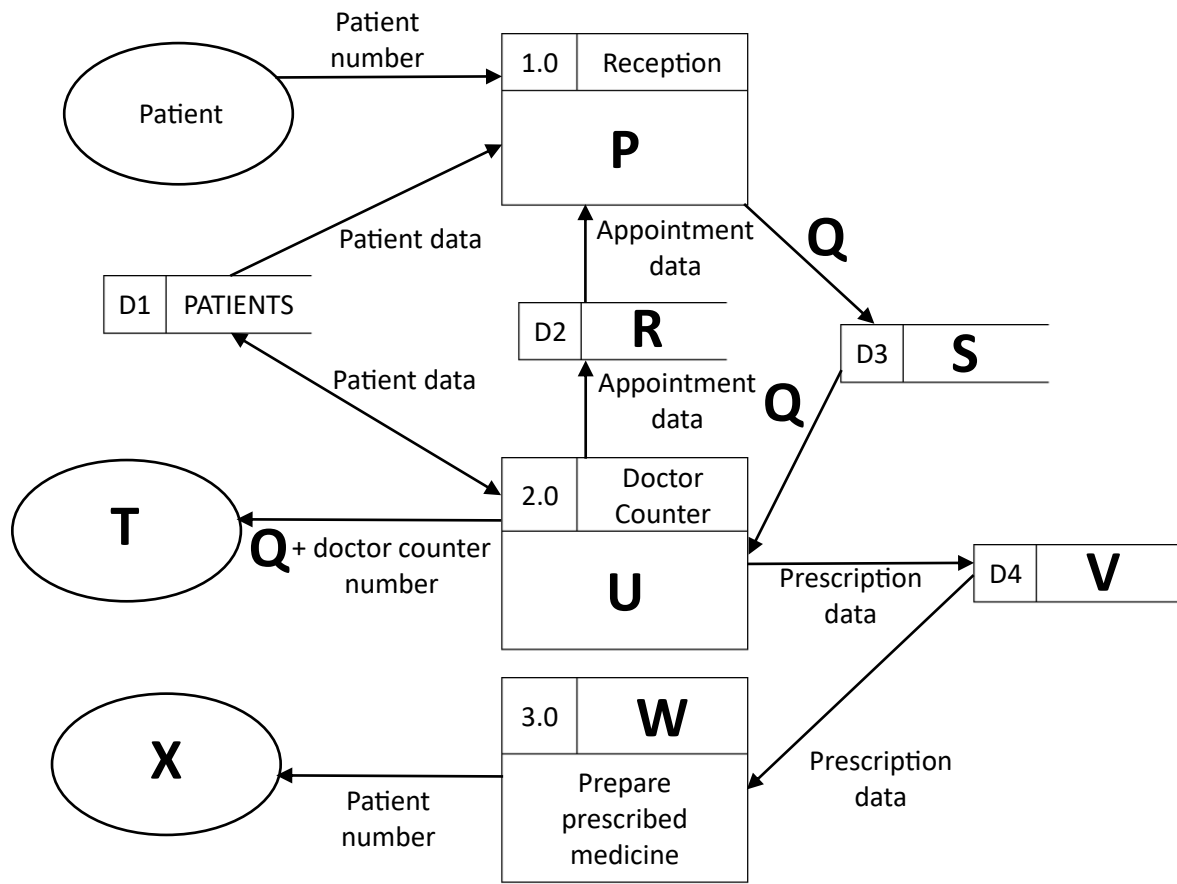 Patient
number
1.0
Reception
Patient
P
Patient data
Appointment
data
Q
D1
PATIENTS
D2
R
D3
S
Patient data
Appointment
data
Q
2.0
Doctor
Counter
T
Q + doctor counter
number
U
Prescription
data
D4
V
3.0
W
X
Patient
number
Prepare
prescribed
medicine
Prescription
data